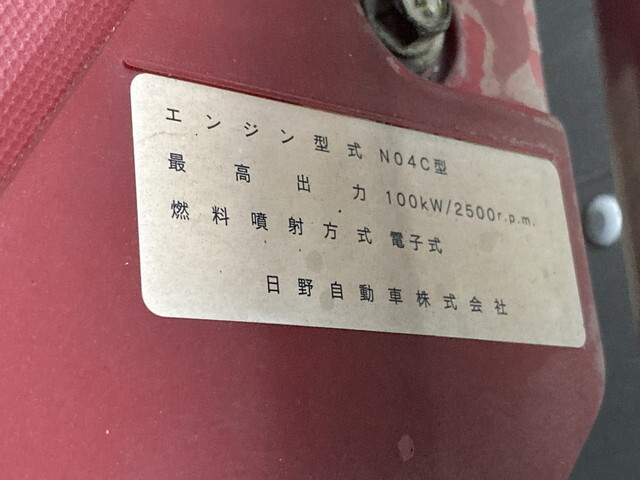 エンジン型式 N04C型
最高出力 100kW/2500r.p.m.
燃料噴射方式 電子式
日野自動車株式会社